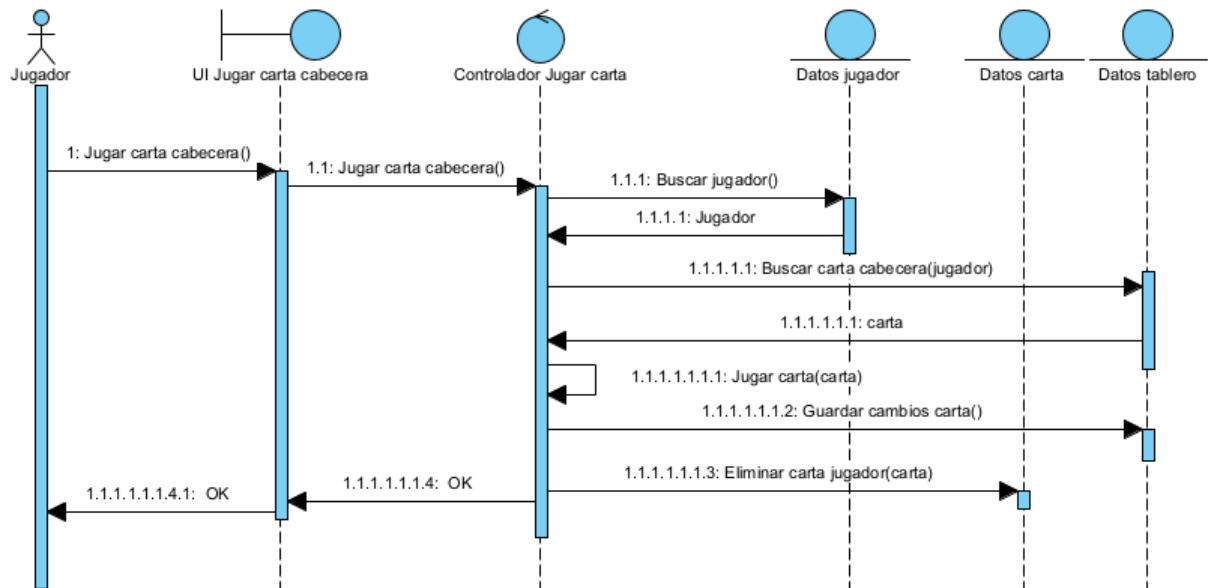 Jugador
UI Jugar carta cabecera
Controlador Jugar carta
Datos jugador
Datos carta
Datos tablero
1: Jugar carta cabecera()
1.1: Jugar carta cabecera()
1.1.1: Buscar jugador()
1.1.1.1: Jugador
1.1.1.1.1: Buscar carta cabecera(jugador)
1.1.1.1.1.1: carta
1.1.1.1.1.1.1: Jugar carta(carta)
1.1.1.1.1.1.2: Guardar cambios carta()
1.1.1.1.1.1.3: Eliminar carta jugador(carta)
1.1.1.1.1.1.4: OK
1.1.1.1.1.1.4.1: OK